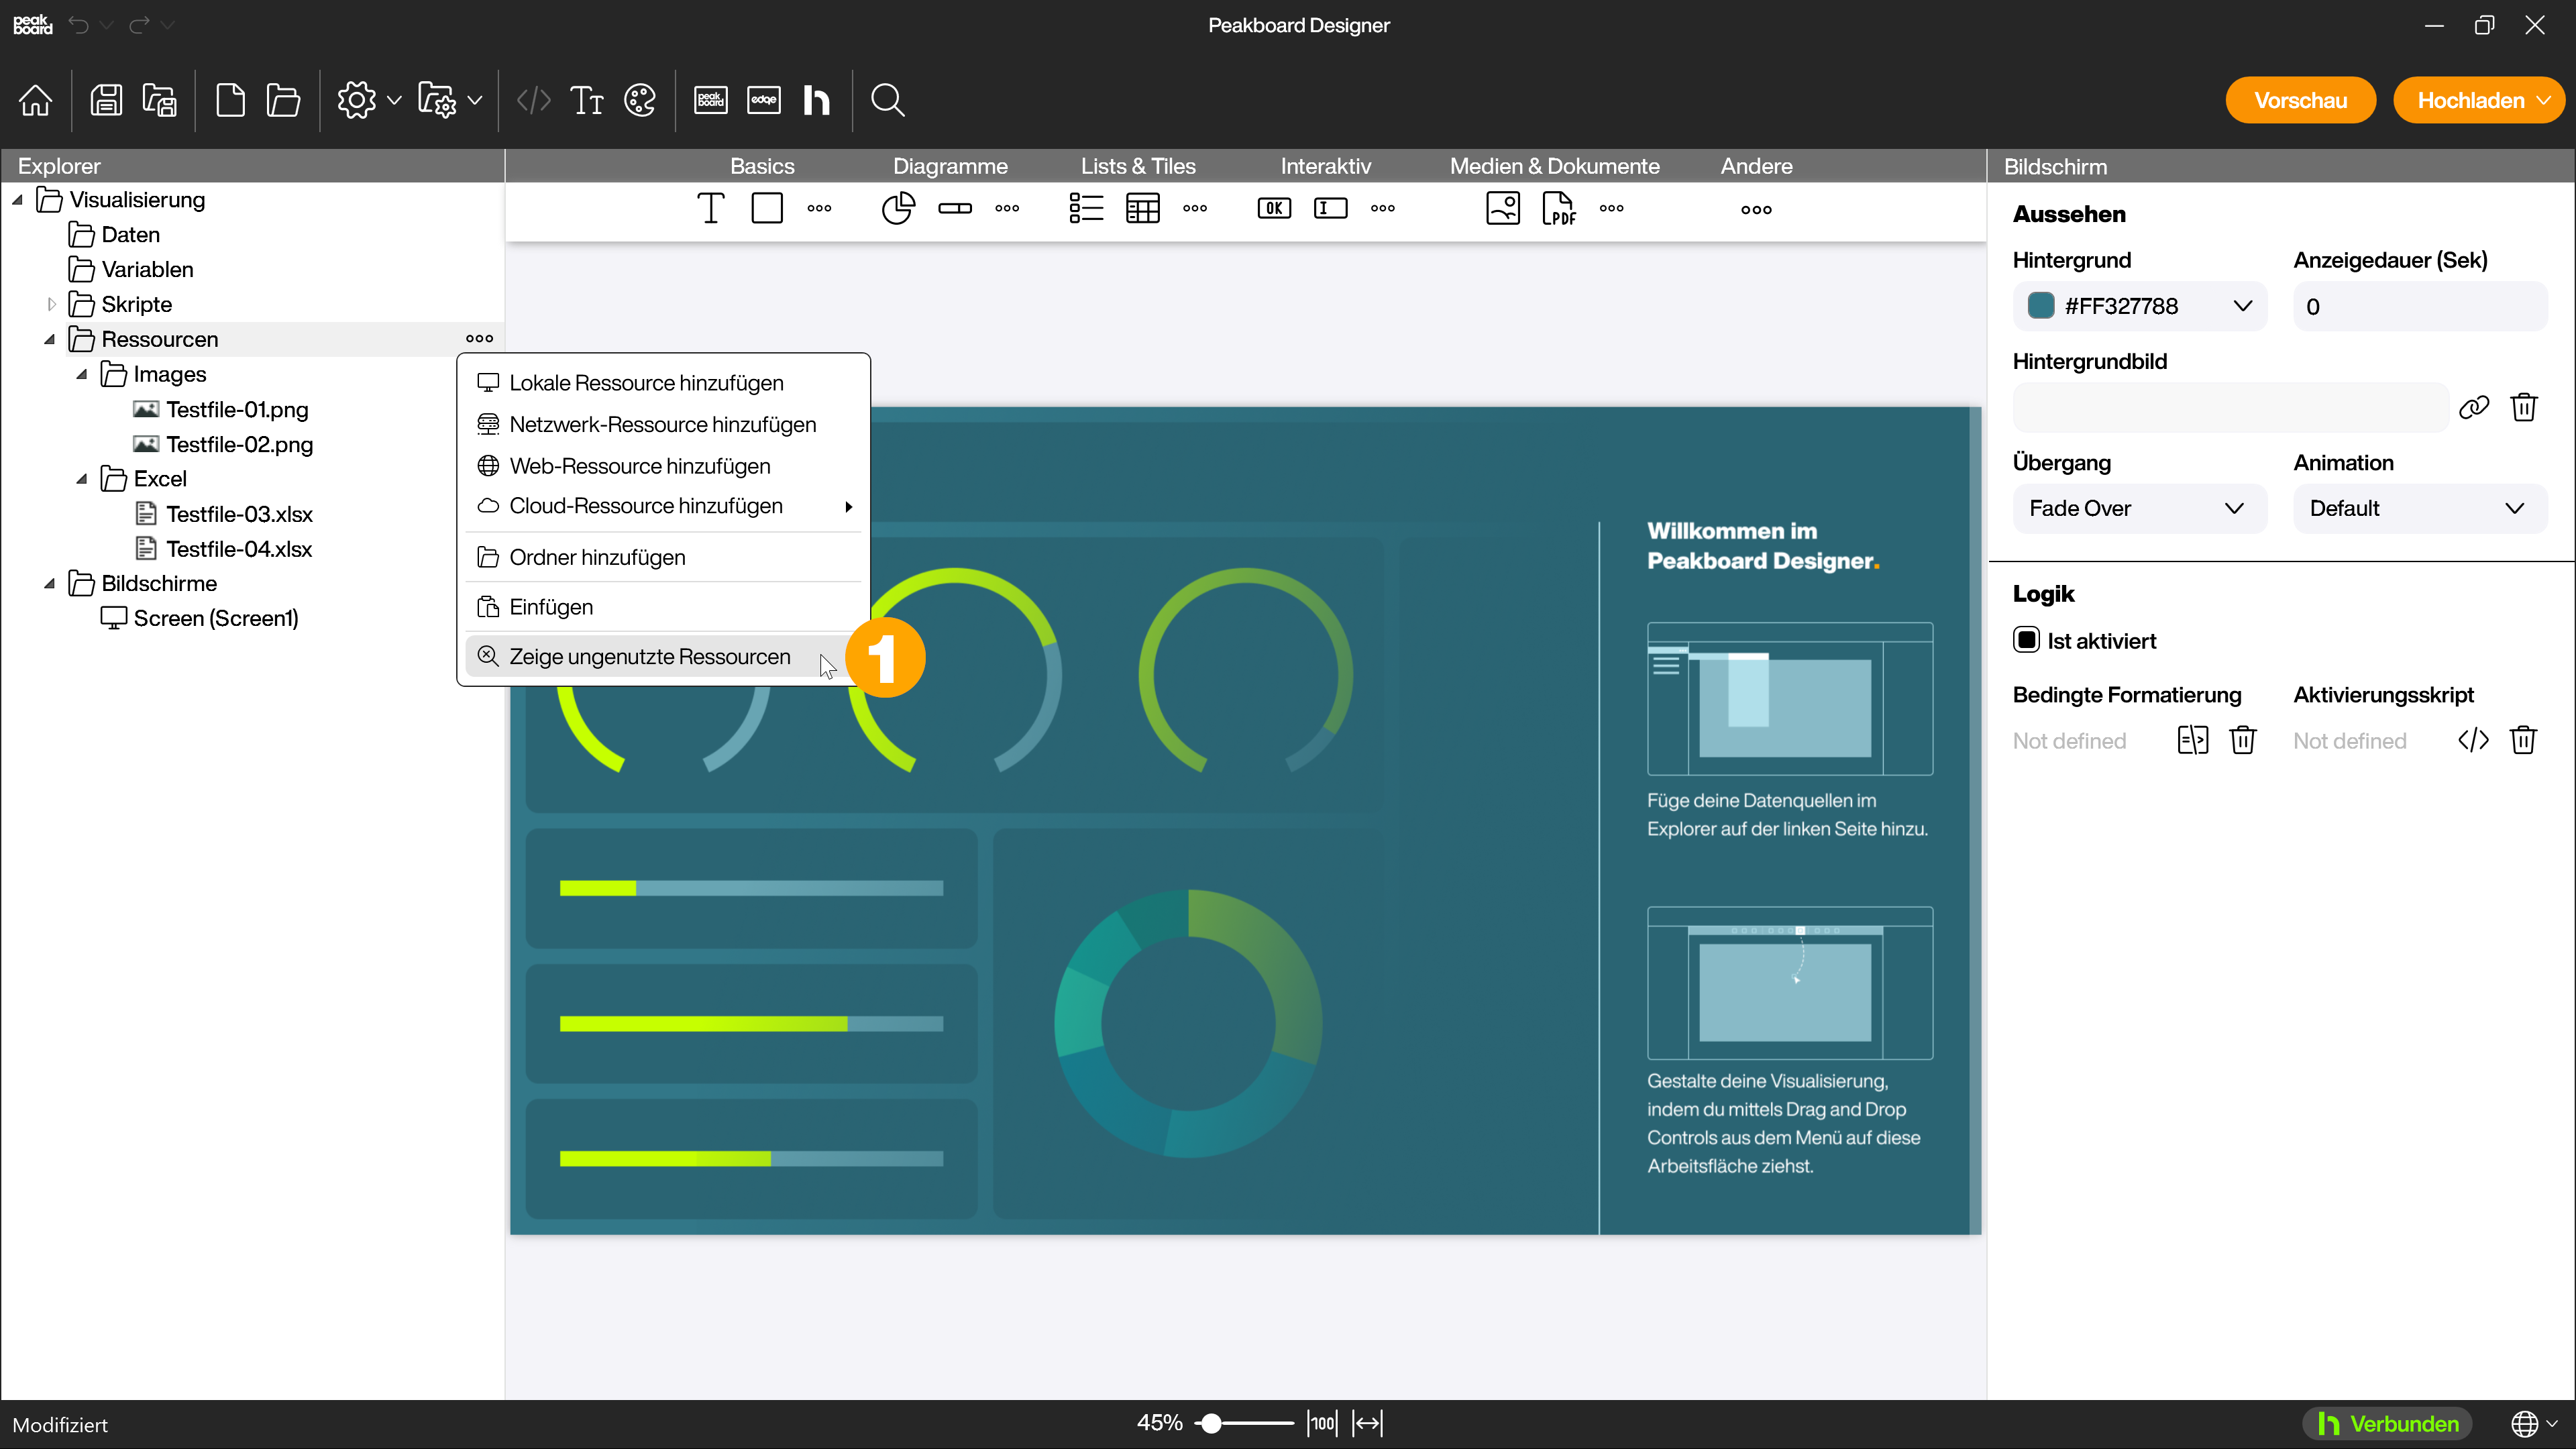 peak board
Peakboard Designer
peak board
edge
Vorschau
Hochladen
Explorer
Basics
Diagramme
Lists & Tiles
Interaktiv
Medien & Dokumente
Andere
Bildschirm
OK
PDF
Visualisierung
Daten
Variablen
Skripte
Ressourcen
Images
Testfile-01.png
Testfile-02.png
Excel
Testfile-03.xlsx
Testfile-04.xlsx
Bildschirme
Screen (Screen1)
Lokale Ressource hinzufügen
Netzwerk-Ressource hinzufügen
Web-Ressource hinzufügen
Cloud-Ressource hinzufügen
Ordner hinzufügen
Einfügen
Zeige ungenutzte Ressourcen
1
Willkommen im
Peakboard Designer.
Füge deine Datenquellen im
Explorer auf der linken Seite hinzu.
Gestalte deine Visualisierung,
indem du mittels Drag and Drop
Controls aus dem Menü auf diese
Arbeitsfläche ziehst.
Aussehen
Hintergrund
Anzeigedauer (Sek)
#FF327788
0
Hintergrundbild
Übergang
Animation
Fade Over
Default
Logik
Ist aktiviert
Bedingte Formatierung
Aktivierungsskript
Not defined
Not defined
Modifiziert
45%
100
Verbunden